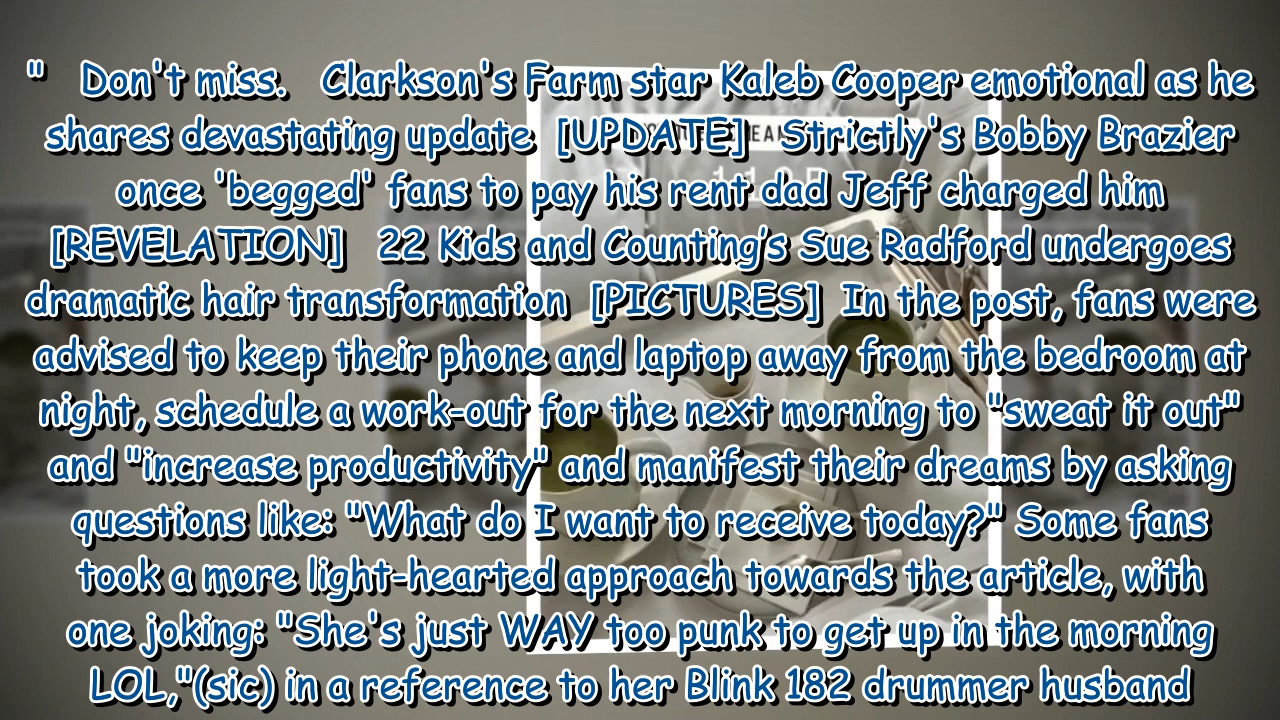 "   Don't miss.   Clarkson's Farm star Kaleb Cooper emotional as he
shares devastating update  [UPDATE]   Strictly's Bobby Brazier
once 'begged' fans to pay his rent dad Jeff charged him
[REVELATION]   22 Kids and Counting’s Sue Radford undergoes
dramatic hair transformation  [PICTURES]  In the post, fans were
advised to keep their phone and laptop away from the bedroom at
night, schedule a work-out for the next morning to "sweat it out"
and "increase productivity" and manifest their dreams by asking
questions like: "What do I want to receive today?" Some fans
took a more light-hearted approach towards the article, with
one joking: "She's just WAY too punk to get up in the morning
LOL,"(sic) in a reference to her Blink 182 drummer husband